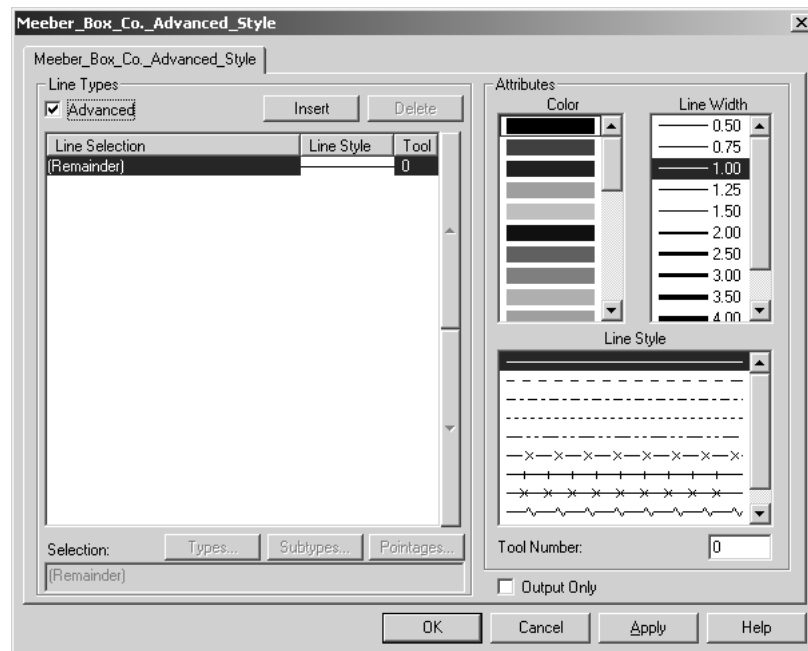 Meeber_Box_Co._Advanced_Style
Meeber_Box_Co._Advanced_Style
Line Types
Advanced
Insert
Delete
Line Selection Line Style Tool
(Remainder) 0
Selection:
Types...
Subtypes...
Pointages...
(Remainder)
Attributes
Color
Line Width
0.50
0.75
1.00
1.25
1.50
2.00
2.50
3.00
3.50
4.00
Line Style
Tool Number: 0
Output Only
OK
Cancel
Apply
Help